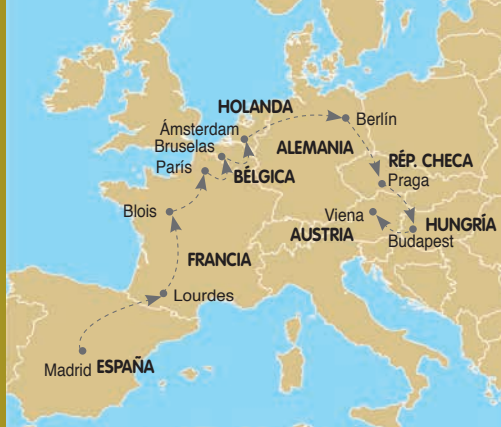 HOLANDA
Ámsterdam
Berlín
Bruselas
ALEMANIA
París
BÉLGICA
RÉP. CHECA
Praga
Blois
Viena
HUNGRÍA
AUSTRIA
Budapest
FRANCIA
Lourdes
Madrid ESPAÑA